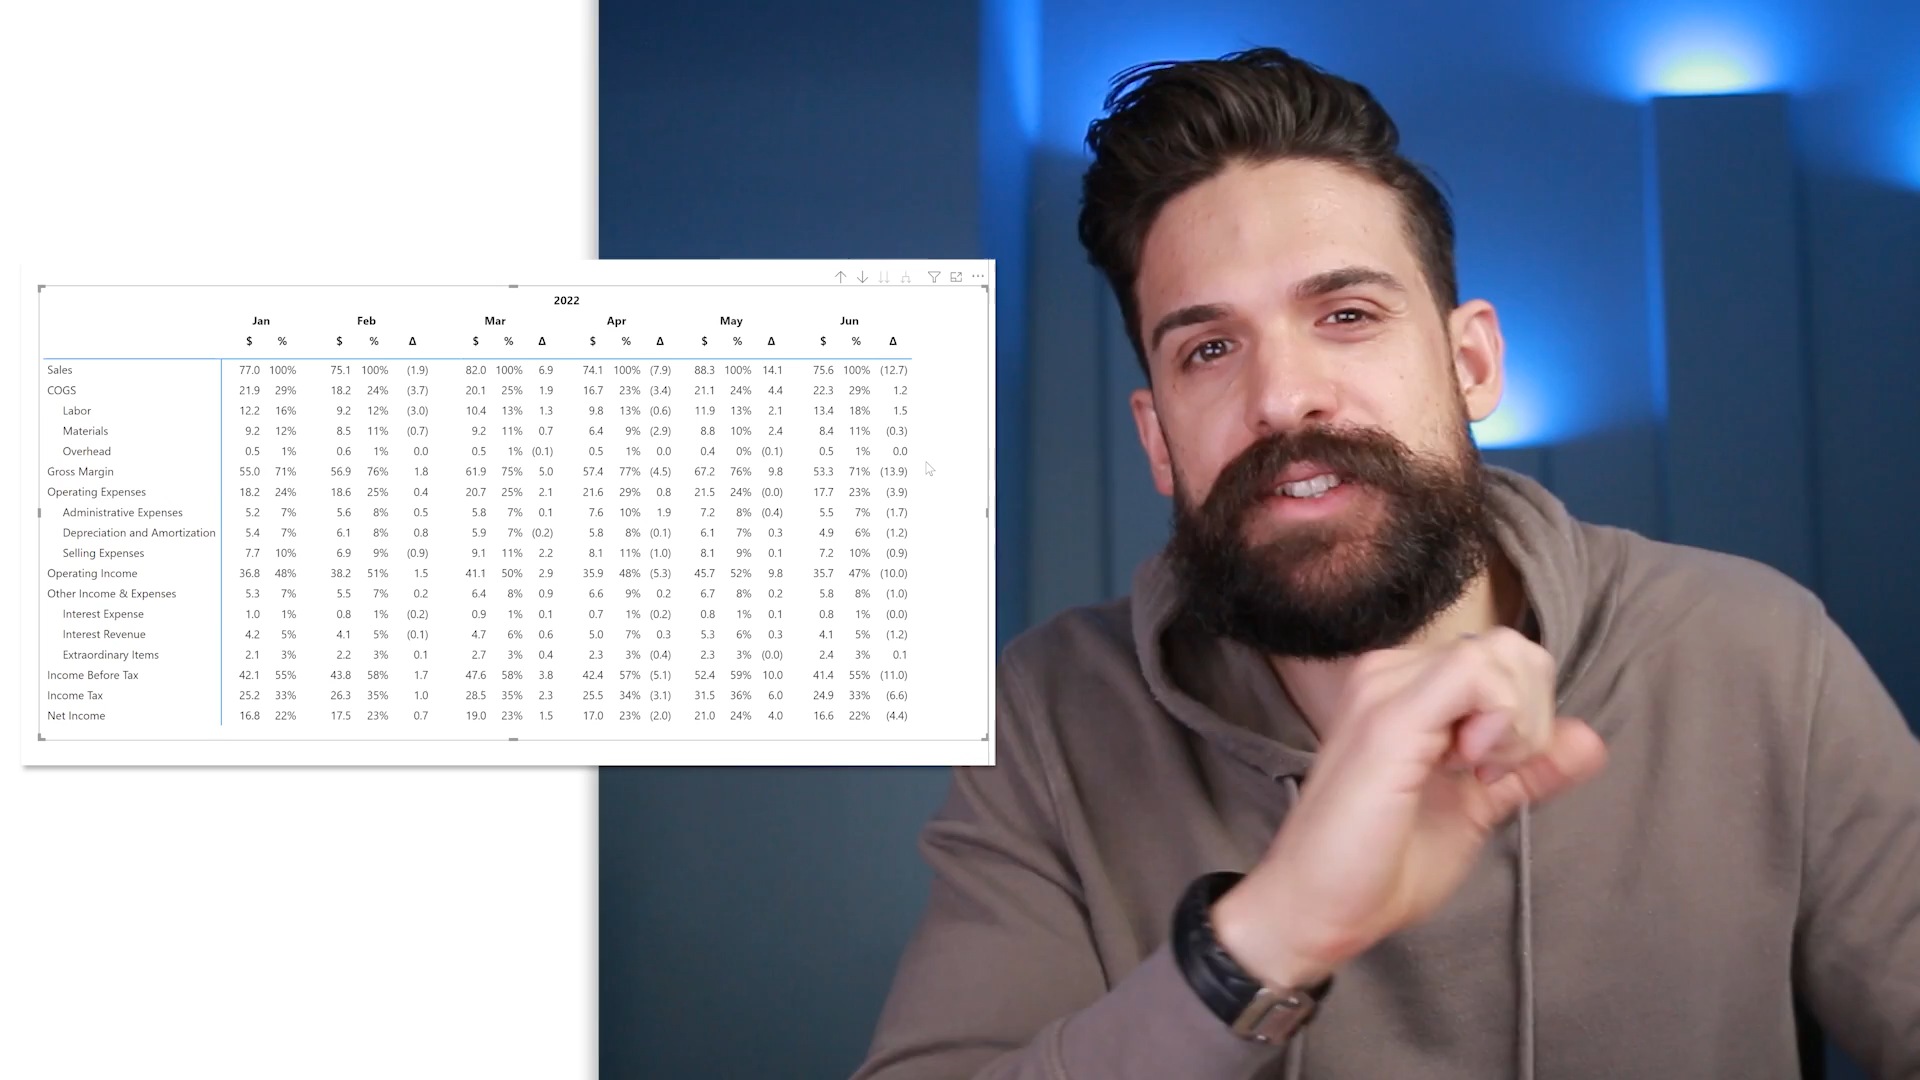 2022
Jan Feb Mar Apr May Jun
$ % $ % Δ $ % Δ $ % Δ $ % Δ $ % Δ
Sales 77.0 100% 75.1 100% (1.9) 82.0 100% 6.9 74.1 100% (7.9) 88.3 100% 14.1 75.6 100% (12.7)
COGS 21.9 29% 18.2 24% (3.7) 20.1 25% 1.9 16.7 23% (3.4) 21.1 24% 4.4 22.3 29% 1.2
Labor 12.2 16% 9.2 12% (3.0) 10.4 13% 1.3 9.8 13% (0.6) 11.9 13% 2.1 13.4 18% 1.5
Materials 9.2 12% 8.5 11% (0.7) 9.2 11% 0.7 6.4 9% (2.9) 8.8 10% 2.4 8.4 11% (0.3)
Overhead 0.5 1% 0.6 1% 0.0 0.5 1% (0.1) 0.5 1% 0.0 0.4 0% (0.1) 0.5 1% 0.0
Gross Margin 55.0 71% 56.9 76% 1.8 61.9 75% 5.0 57.4 77% (4.5) 67.2 76% 9.8 53.3 71% (13.9)
Operating Expenses 18.2 24% 18.6 25% 0.4 20.7 25% 2.1 21.6 29% 0.8 21.5 24% (0.0) 17.7 23% (3.9)
Administrative Expenses 5.2 7% 5.6 8% 0.5 5.8 7% 0.1 7.6 10% 1.9 7.2 8% (0.4) 5.5 7% (1.7)
Depreciation and Amortization 5.4 7% 6.1 8% 0.8 5.9 7% (0.2) 5.8 8% (0.1) 6.1 7% 0.3 4.9 6% (1.2)
Selling Expenses 7.7 10% 6.9 9% (0.9) 9.1 11% 2.2 8.1 11% (1.0) 8.1 9% 0.1 7.2 10% (0.9)
Operating Income 36.8 48% 38.2 51% 1.5 41.1 50% 2.9 35.9 48% (5.3) 45.7 52% 9.8 35.7 47% (10.0)
Other Income & Expenses 5.3 7% 5.5 7% 0.2 6.4 8% 0.9 6.6 9% 0.2 6.7 8% 0.2 5.8 8% (1.0)
Interest Expense 1.0 1% 0.8 1% (0.2) 0.9 1% 0.1 0.7 1% (0.2) 0.8 1% 0.1 0.8 1% (0.0)
Interest Revenue 4.2 5% 4.1 5% (0.1) 4.7 6% 0.6 5.0 7% 0.3 5.3 6% 0.3 4.1 5% (1.2)
Extraordinary Items 2.1 3% 2.2 3% 0.1 2.7 3% 0.4 2.3 3% (0.4) 2.3 3% (0.0) 2.4 3% 0.1
Income Before Tax 42.1 55% 43.8 58% 1.7 47.6 58% 3.8 42.4 57% (5.1) 52.4 59% 10.0 41.4 55% (11.0)
Income Tax 25.2 33% 26.3 35% 1.0 28.5 35% 2.3 25.5 34% (3.1) 31.5 36% 6.0 24.9 33% (6.6)
Net Income 16.8 22% 17.5 23% 0.7 19.0 23% 1.5 17.0 23% (2.0) 21.0 24% 4.0 16.6 22% (4.4)